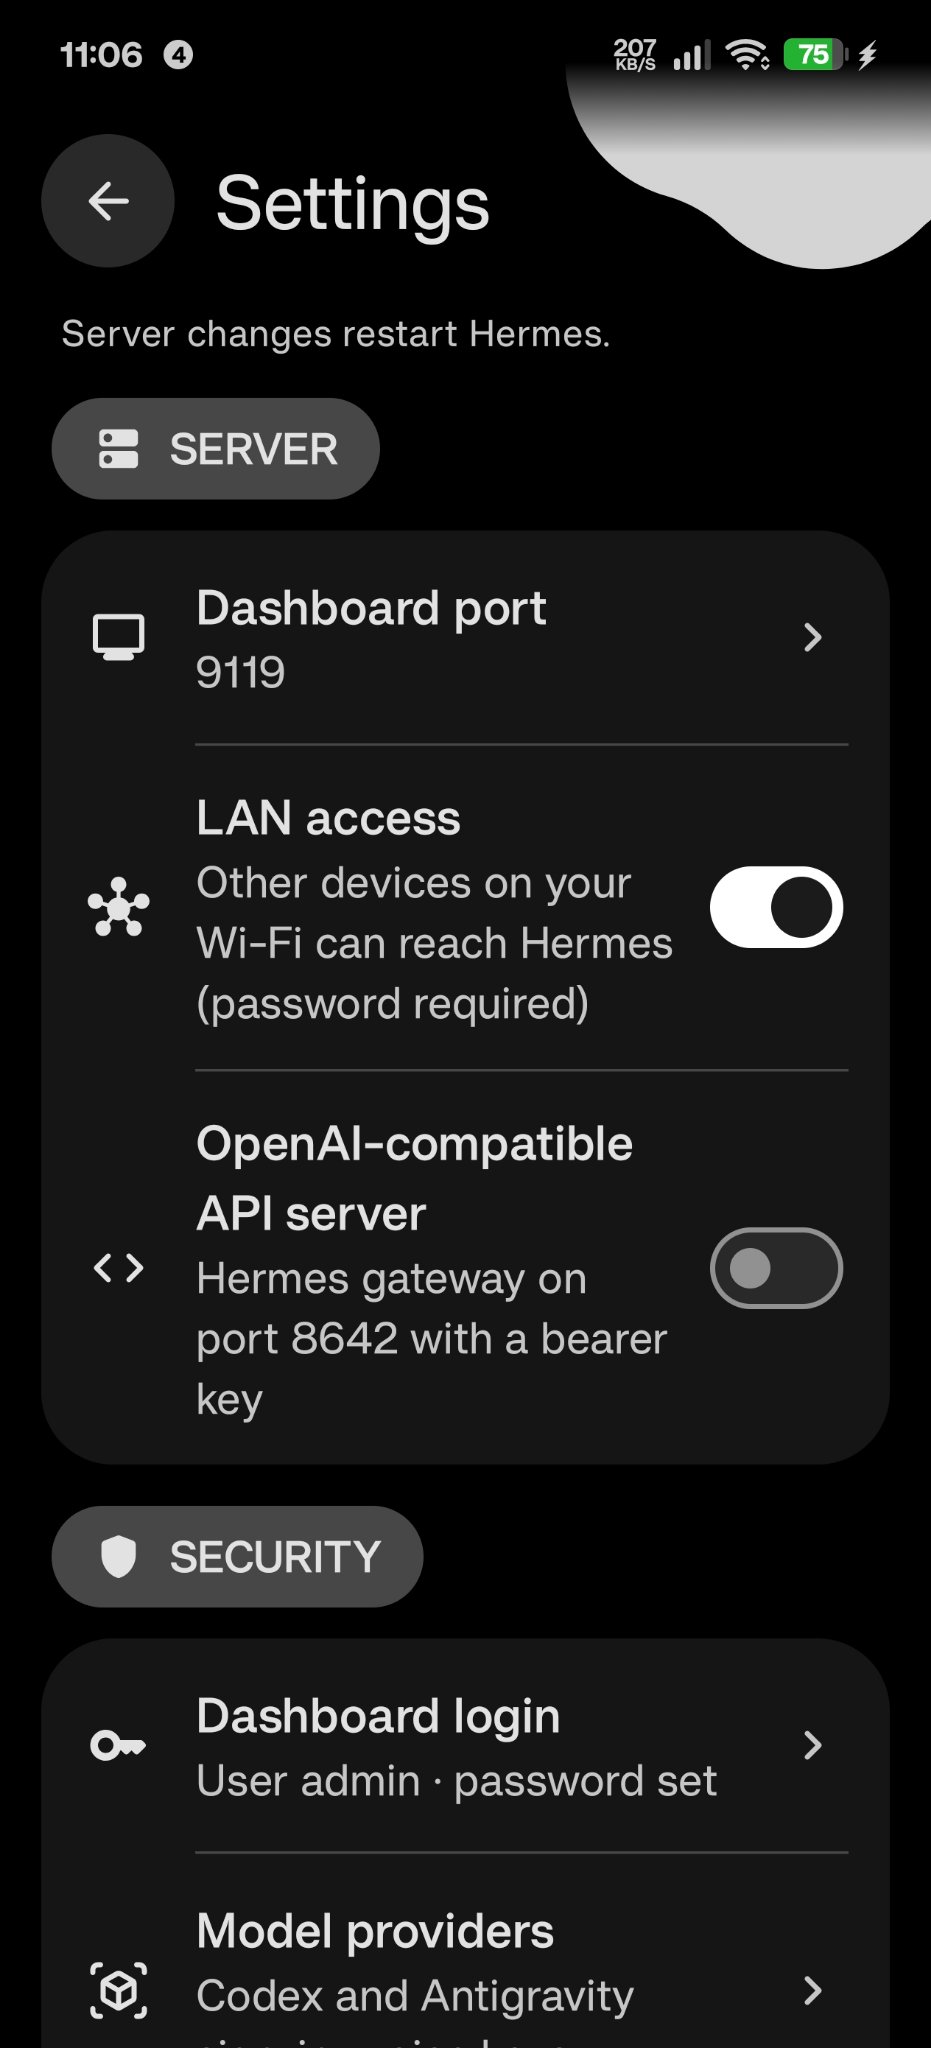 11:06 4 207 KB/S 75
Settings
Server changes restart Hermes.
SERVER
Dashboard port
9119
LAN access
Other devices on your
Wi-Fi can reach Hermes
(password required)
OpenAI-compatible
API server
Hermes gateway on
port 8642 with a bearer
key
SECURITY
Dashboard login
User admin · password set
Model providers
Codex and Antigravity